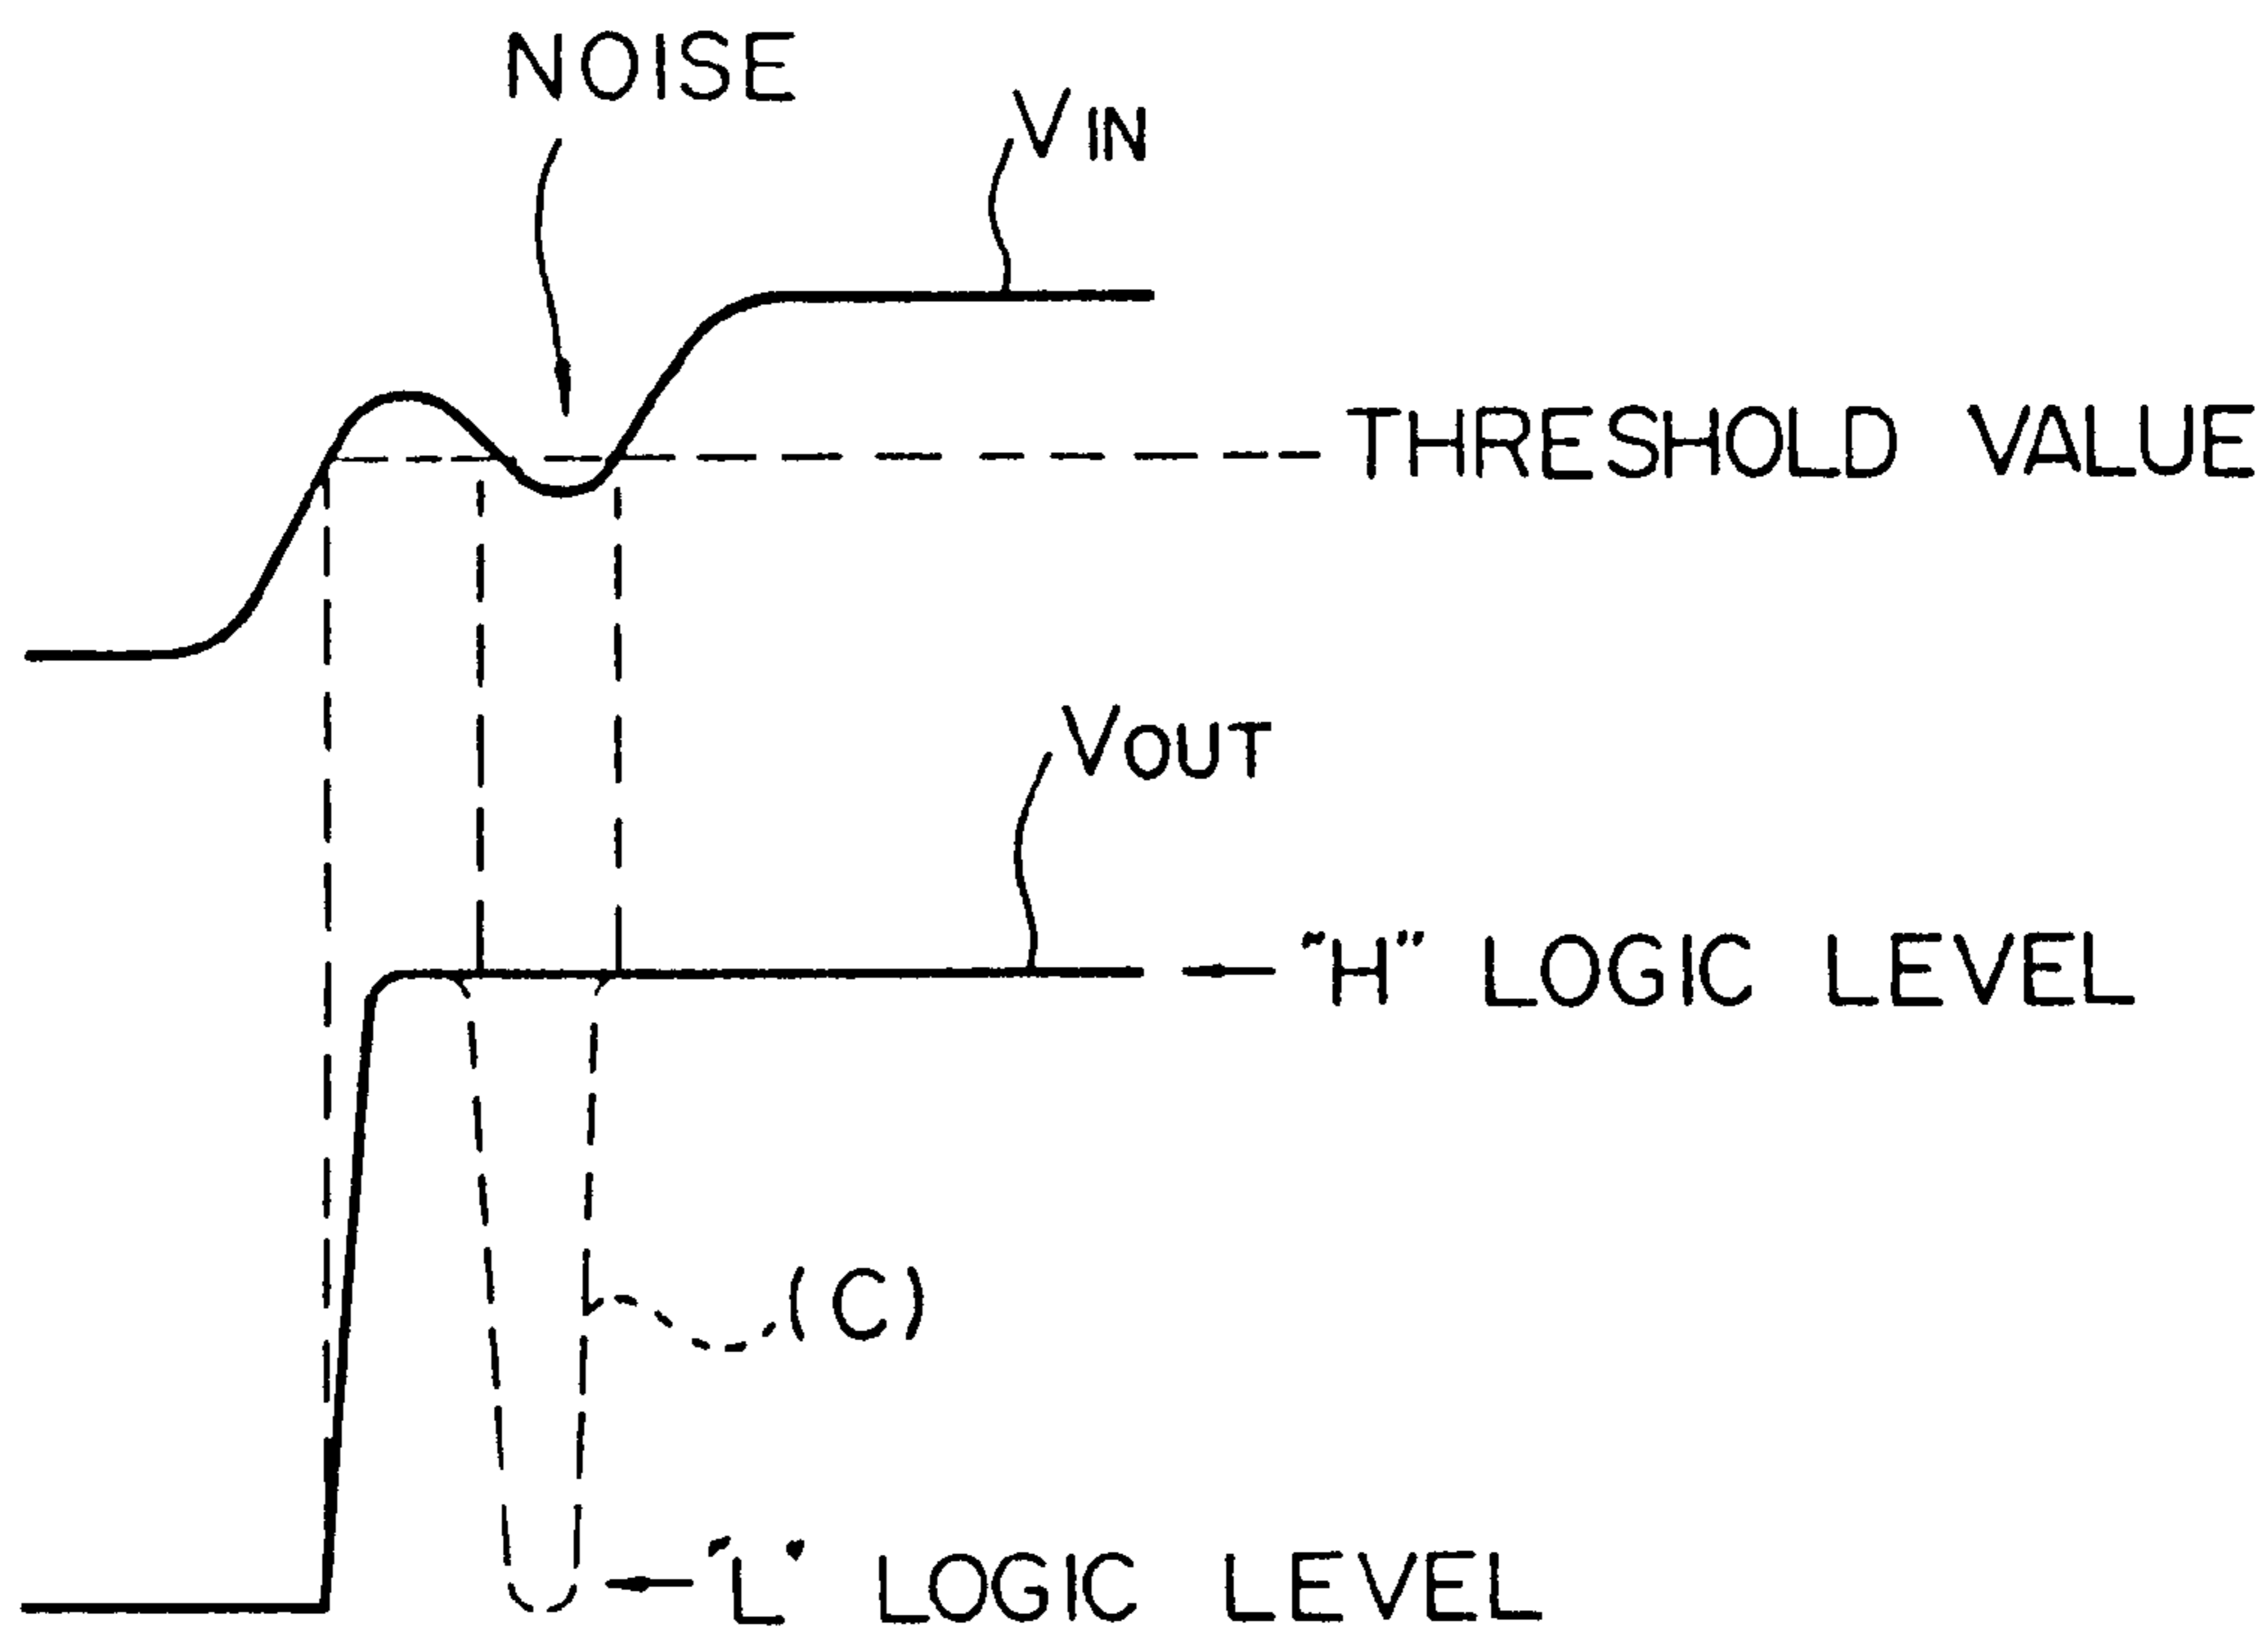 NOISE
VIN
THRESHOLD VALUE
VOUT
"H" LOGIC LEVEL
(C)
"L" LOGIC LEVEL